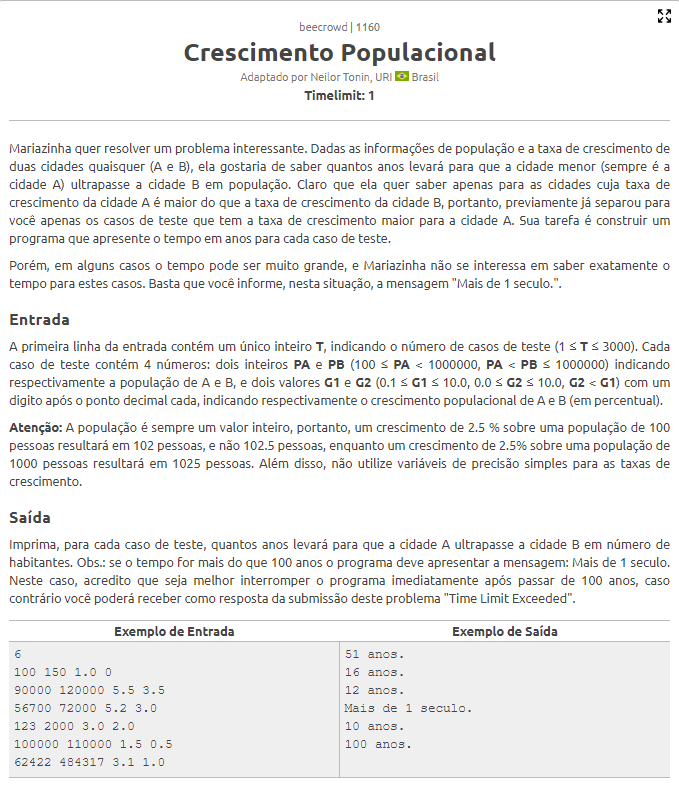 beecrowd | 1160
Crescimento Populacional
Adaptado por Neilor Tonin, URI Brasil
Timelimit: 1
Mariazinha quer resolver um problema interessante. Dadas as informações de população e a taxa de crescimento de
duas cidades quaisquer (A e B), ela gostaria de saber quantos anos levará para que a cidade menor (sempre é a
cidade A) ultrapasse a cidade B em população. Claro que ela quer saber apenas para as cidades cuja taxa de
crescimento da cidade A é maior do que a taxa de crescimento da cidade B, portanto, previamente já separou para
você apenas os casos de teste que tem a taxa de crescimento maior para a cidade A. Sua tarefa é construir um
programa que apresente o tempo em anos para cada caso de teste.
Porém, em alguns casos o tempo pode ser muito grande, e Mariazinha não se interessa em saber exatamente o
tempo para estes casos. Basta que você informe, nesta situação, a mensagem "Mais de 1 seculo.".
Entrada
A primeira linha da entrada contém um único inteiro T, indicando o número de casos de teste (1 ≤ T ≤ 3000). Cada
caso de teste contém 4 números: dois inteiros PA e PB (100 ≤ PA < 1000000, PA < PB ≤ 1000000) indicando
respectivamente a população de A e B, e dois valores G1 e G2 (0.1 ≤ G1 ≤ 10.0, 0.0 ≤ G2 ≤ 10.0, G2 < G1) com um
digito após o ponto decimal cada, indicando respectivamente o crescimento populacional de A e B (em percentual).
Atenção: A população é sempre um valor inteiro, portanto, um crescimento de 2.5 % sobre uma população de 100
pessoas resultará em 102 pessoas, e não 102.5 pessoas, enquanto um crescimento de 2.5% sobre uma população de
1000 pessoas resultará em 1025 pessoas. Além disso, não utilize variáveis de precisão simples para as taxas de
crescimento.
Saída
Imprima, para cada caso de teste, quantos anos levará para que a cidade A ultrapasse a cidade B em número de
habitantes. Obs.: se o tempo for mais do que 100 anos o programa deve apresentar a mensagem: Mais de 1 seculo.
Neste caso, acredito que seja melhor interromper o programa imediatamente após passar de 100 anos, caso
contrário você poderá receber como resposta da submissão deste problema "Time Limit Exceeded".
Exemplo de Entrada
6
100 150 1.0 0
90000 120000 5.5 3.5
56700 72000 5.2 3.0
123 2000 3.0 2.0
100000 110000 1.5 0.5
62422 484317 3.1 1.0
Exemplo de Saída
51 anos.
16 anos.
12 anos.
Mais de 1 seculo.
10 anos.
100 anos.